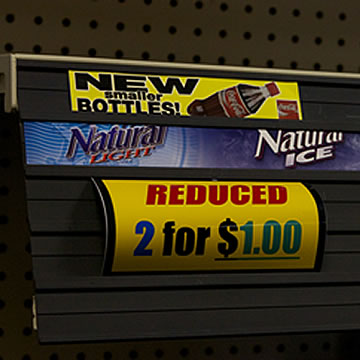 NEW
smaller
BOTTLES!
Natural
LIGHT
Natural
ICE
REDUCED
2 for $1.00